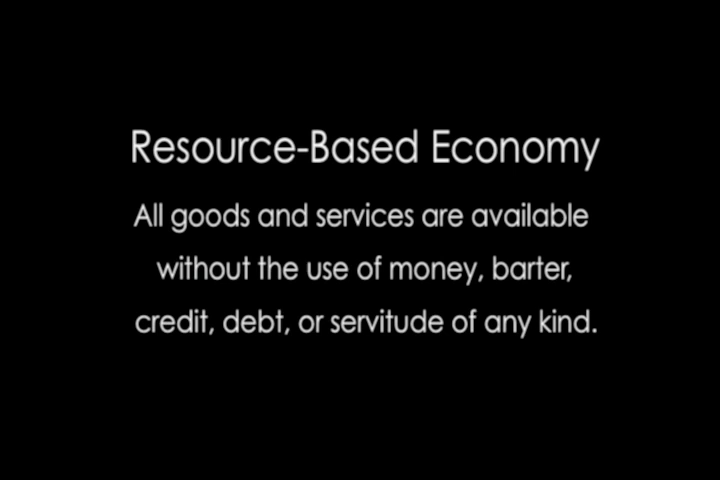 Resource-Based Economy
All goods and services are available
without the use of money, barter,
credit, debt, or servitude of any kind.